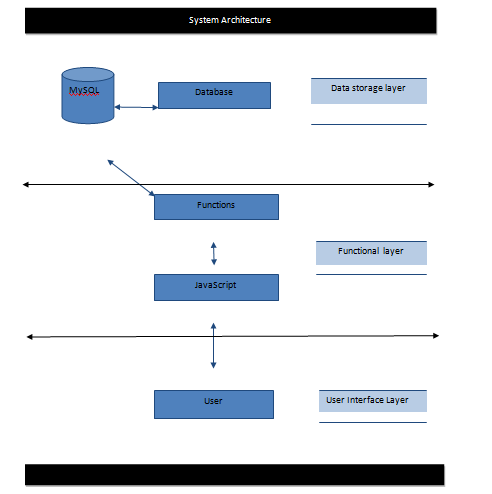 System Architecture
MySQL
Database
Data storage layer
Functions
Functional layer
JavaScript
User
User Interface Layer